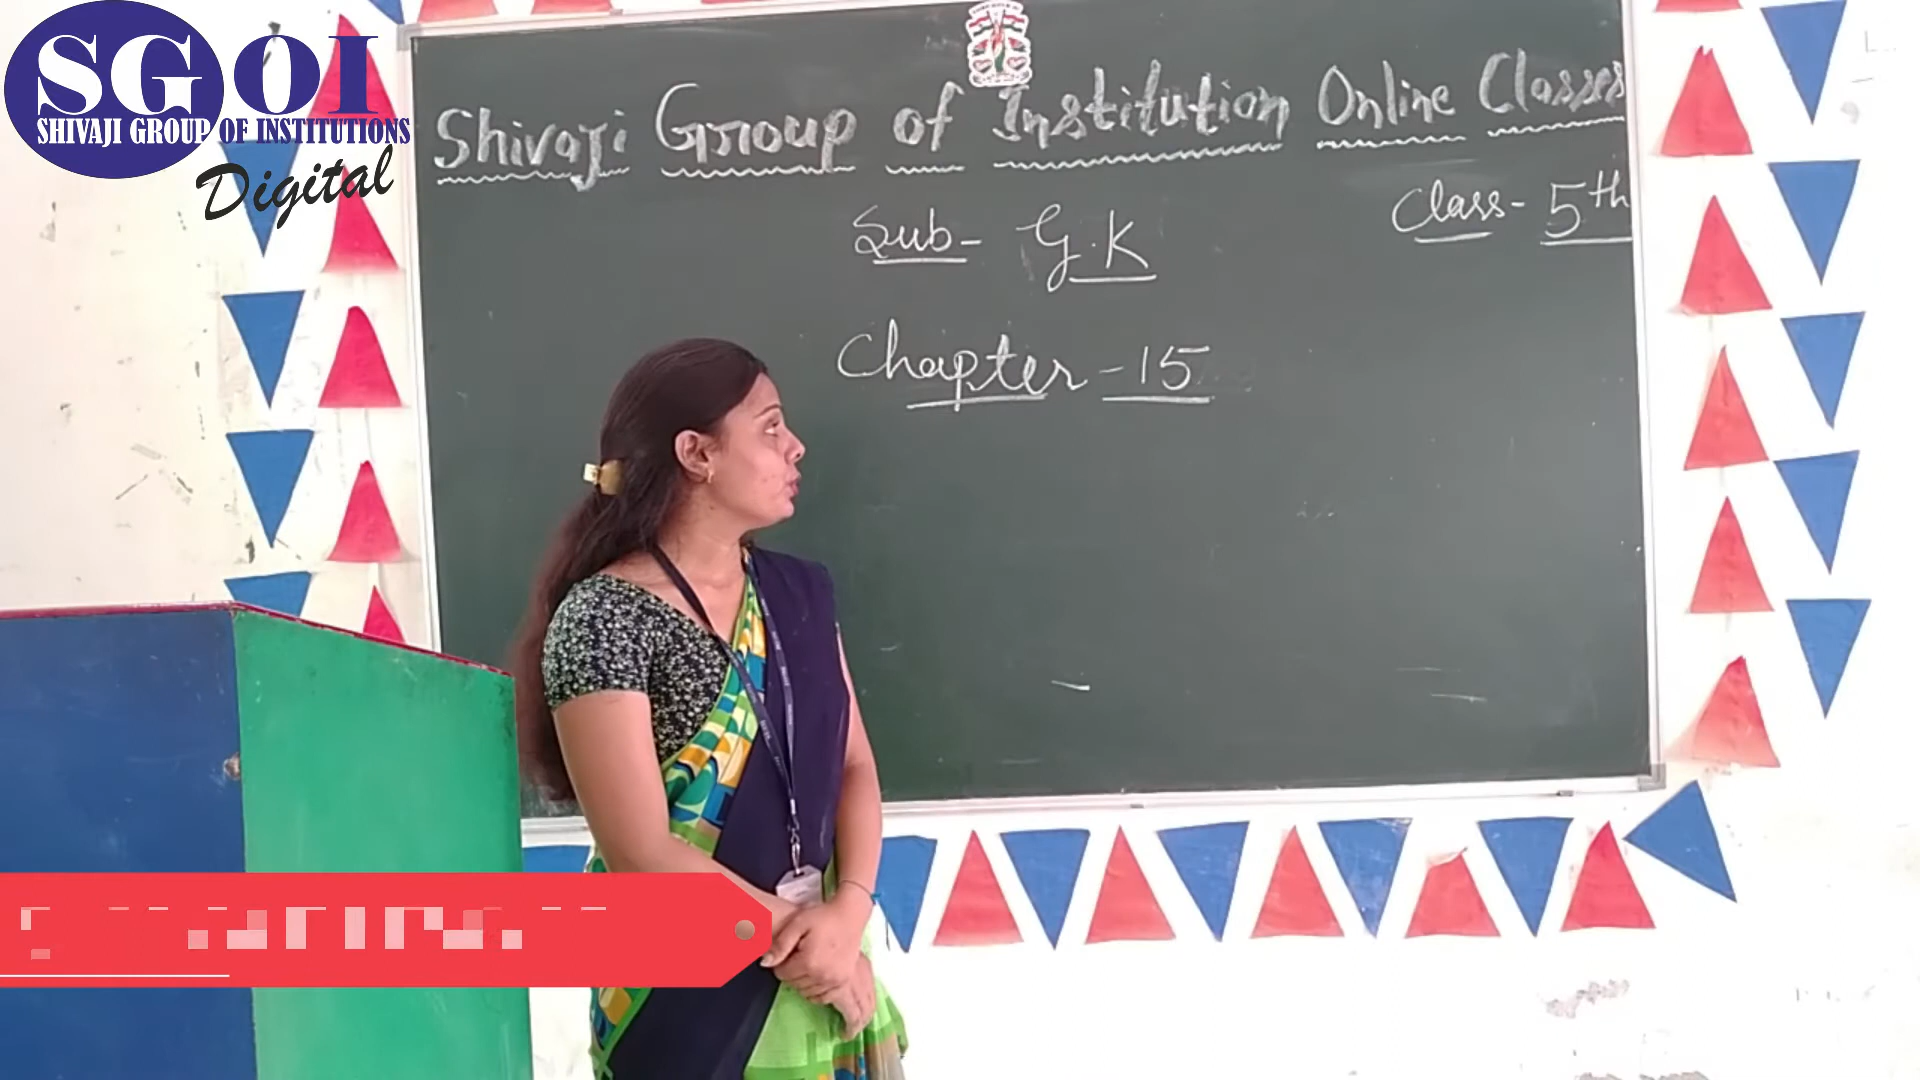 SGOI
SHIVAJI GROUP OF INSTITUTIONS
Digital
Shivaji Group of Institution Online Classes
Class- 5th
Sub- G.K
Chapter-15